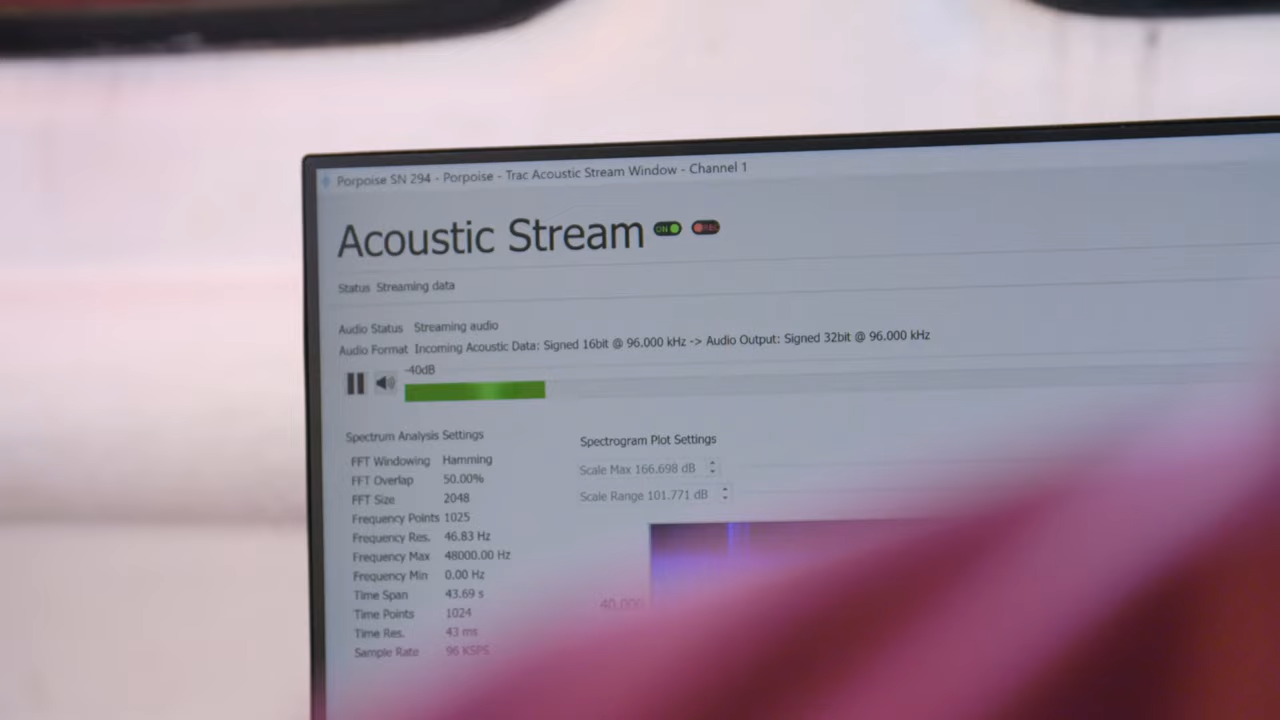 Porpoise SN 294 - Porpoise - Trac Acoustic Stream Window - Channel 1
Acoustic Stream ON
Status Streaming data
Audio Status Streaming audio
Audio Format Incoming Acoustic Data: Signed 16bit @ 96.000 kHz -> Audio Output: Signed 32bit @ 96.000 kHz
-40dB
Spectrum Analysis Settings
FFT Windowing Hamming
FFT Overlap 50.00%
FFT Size 2048
Frequency Points 1025
Frequency Res. 46.83 Hz
Frequency Max 48000.00 Hz
Frequency Min 0.00 Hz
Time Span 43.69 s
Time Points 1024
Time Res. 43 ms
Sample Rate 96 KSPS
Spectrogram Plot Settings
Scale Max 166.698 dB
Scale Range 101.771 dB
40,000